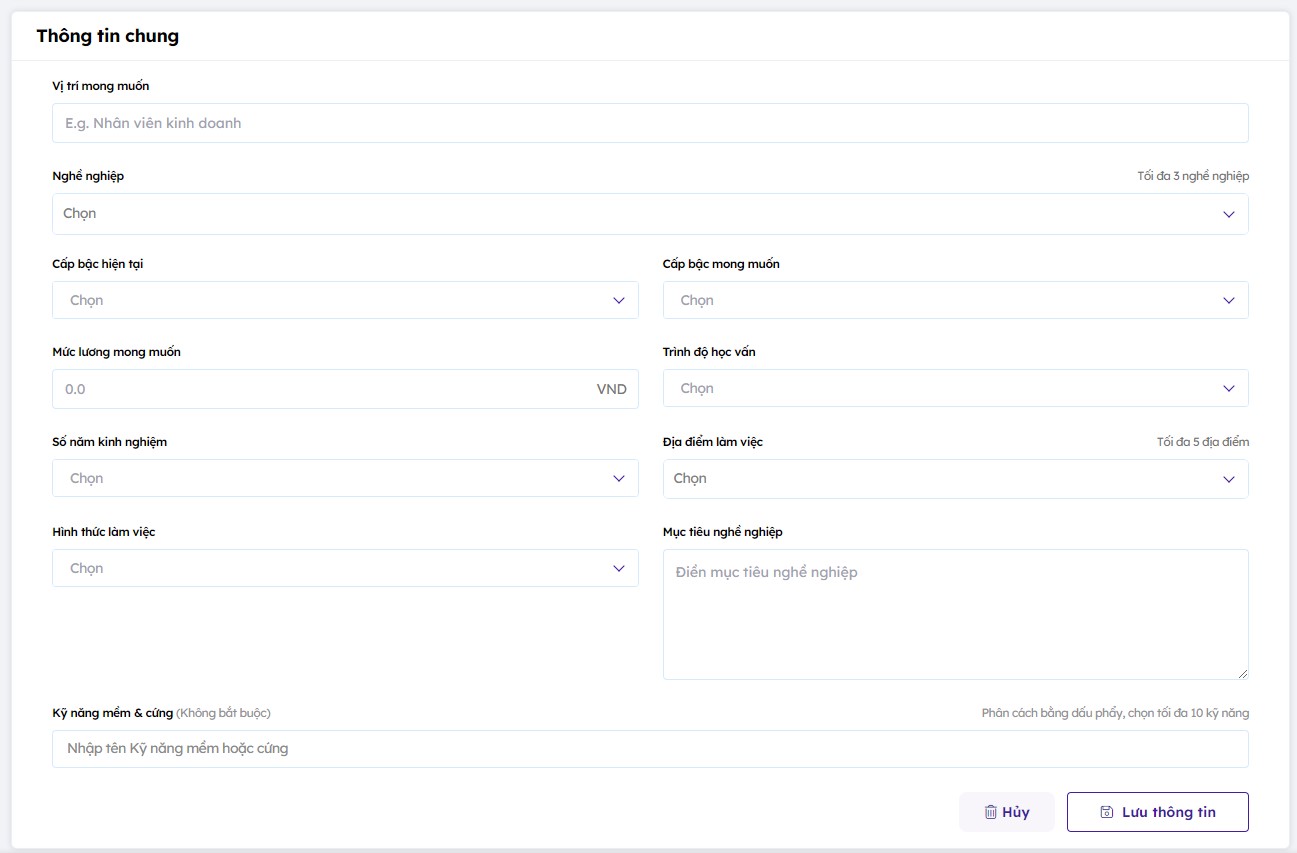 Thông tin chung
Vị trí mong muốn
E.g. Nhân viên kinh doanh
Nghề nghiệp Tối đa 3 nghề nghiệp
Chọn
Cấp bậc hiện tại Cấp bậc mong muốn
Chọn Chọn
Mức lương mong muốn Trình độ học vấn
0.0 VND Chọn
Số năm kinh nghiệm Địa điểm làm việc Tối đa 5 địa điểm
Chọn Chọn
Hình thức làm việc Mục tiêu nghề nghiệp
Chọn Điền mục tiêu nghề nghiệp
Kỹ năng mềm & cứng (Không bắt buộc) Phân cách bằng dấu phẩy, chọn tối đa 10 kỹ năng
Nhập tên Kỹ năng mềm hoặc cứng
Hủy Lưu thông tin